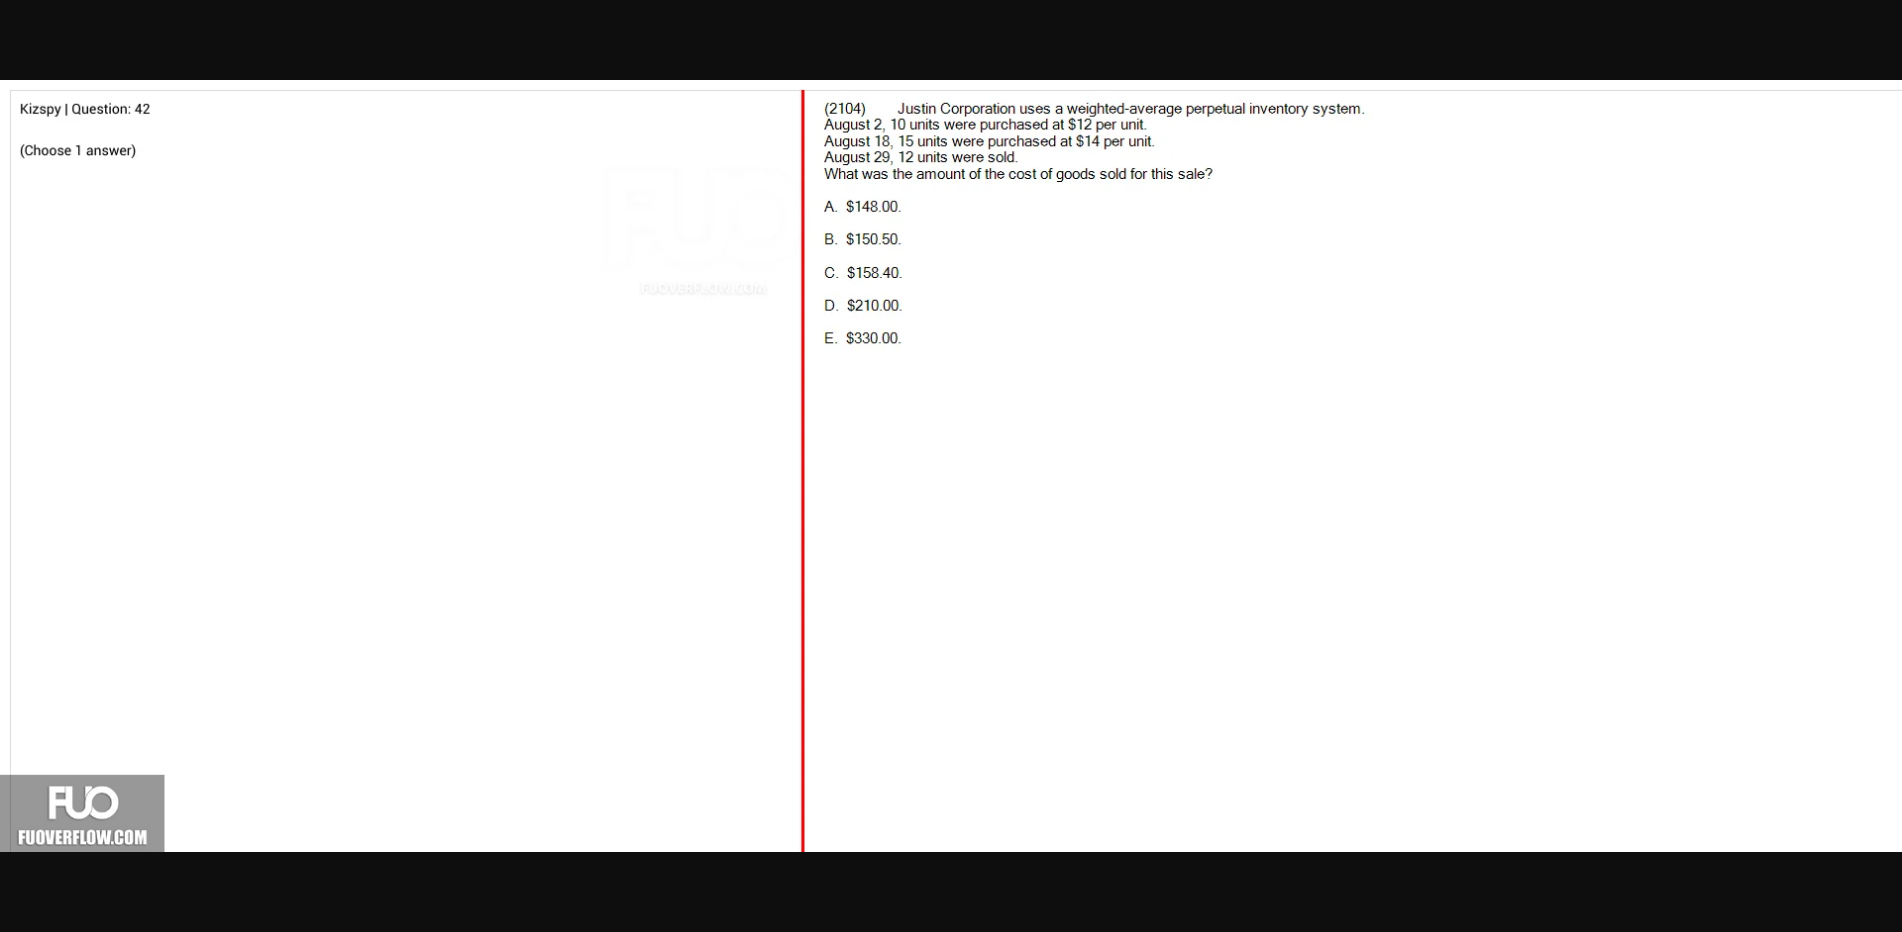 Kizspy | Question: 42
(Choose 1 answer)
(2104) Justin Corporation uses a weighted-average perpetual inventory system.
August 2, 10 units were purchased at $12 per unit.
August 18, 15 units were purchased at $14 per unit.
August 29, 12 units were sold.
What was the amount of the cost of goods sold for this sale?
A. $148.00.
B. $150.50.
C. $158.40.
D. $210.00.
E. $330.00.
FUO
FUOVERFLOW.COM
FUO
FUOVERFLOW.COM